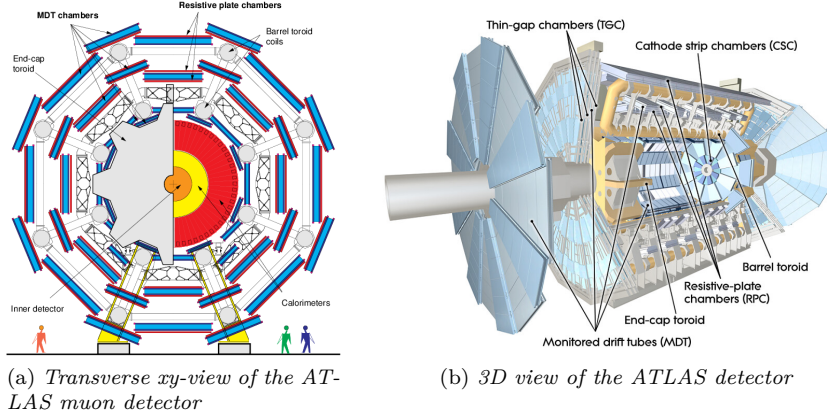 MDT chambers
Resistive plate chambers
Barrel toroid
coils
End-cap
toroid
Inner detector
Calorimeters
Thin-gap chambers (TGC)
Cathode strip chambers (CSC)
Barrel toroid
Resistive-plate
chambers (RPC)
End-cap toroid
Monitored drift tubes (MDT)
(a) Transverse xy-view of the AT-
LAS muon detector
(b) 3D view of the ATLAS detector